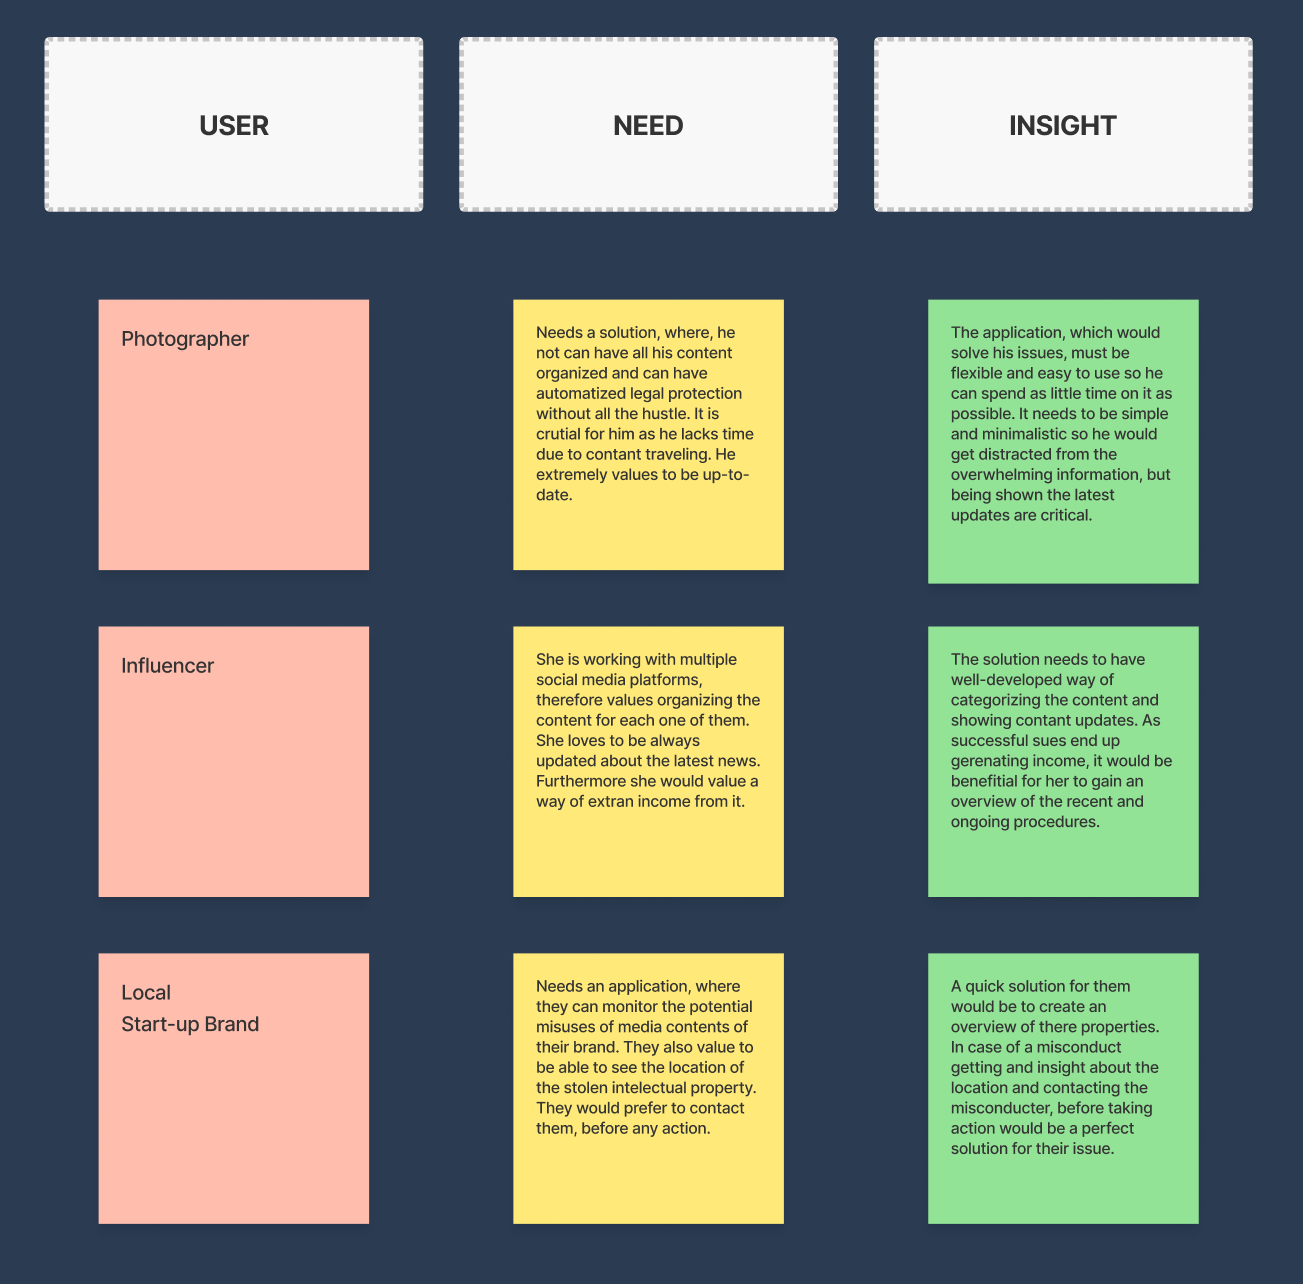 USER
NEED
INSIGHT
Photographer
Needs a solution, where, he
not can have all his content
organized and can have
automatized legal protection
without all the hustle. It is
crutial for him as he lacks time
due to contant traveling. He
extremely values to be up-to-
date.
The application, which would
solve his issues, must be
flexible and easy to use so he
can spend as little time on it as
possible. It needs to be simple
and minimalistic so he would
get distracted from the
overwhelming information, but
being shown the latest
updates are critical.
Influencer
She is working with multiple
social media platforms,
therefore values organizing the
content for each one of them.
She loves to be always
updated about the latest news.
Furthermore she would value a
way of extran income from it.
The solution needs to have
well-developed way of
categorizing the content and
showing contant updates. As
successful sues end up
gerenating income, it would be
benefitial for her to gain an
overview of the recent and
ongoing procedures.
Local
Start-up Brand
Needs an application, where
they can monitor the potential
misuses of media contents of
their brand. They also value to
be able to see the location of
the stolen intelectual property.
They would prefer to contact
them, before any action.
A quick solution for them
would be to create an
overview of there properties.
In case of a misconduct
getting and insight about the
location and contacting the
misconducter, before taking
action would be a perfect
solution for their issue.